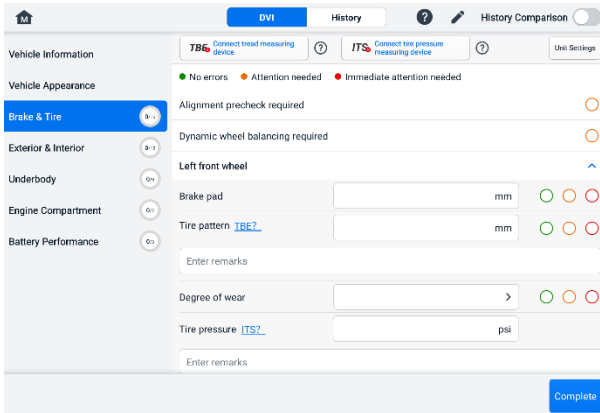 M
DVI
History
?
History Comparison
Vehicle Information
Vehicle Appearance
Brake & Tire
Exterior & Interior
Underbody
Engine Compartment
Battery Performance
TBE Connect tread measuring
device
?
ITS Connect tire pressure
measuring device
?
Unit Settings
No errors
Attention needed
Immediate attention needed
Alignment precheck required
Dynamic wheel balancing required
Left front wheel
Brake pad
mm
Tire pattern TBE?
mm
Enter remarks
Degree of wear
Tire pressure ITS?
psi
Enter remarks
Complete